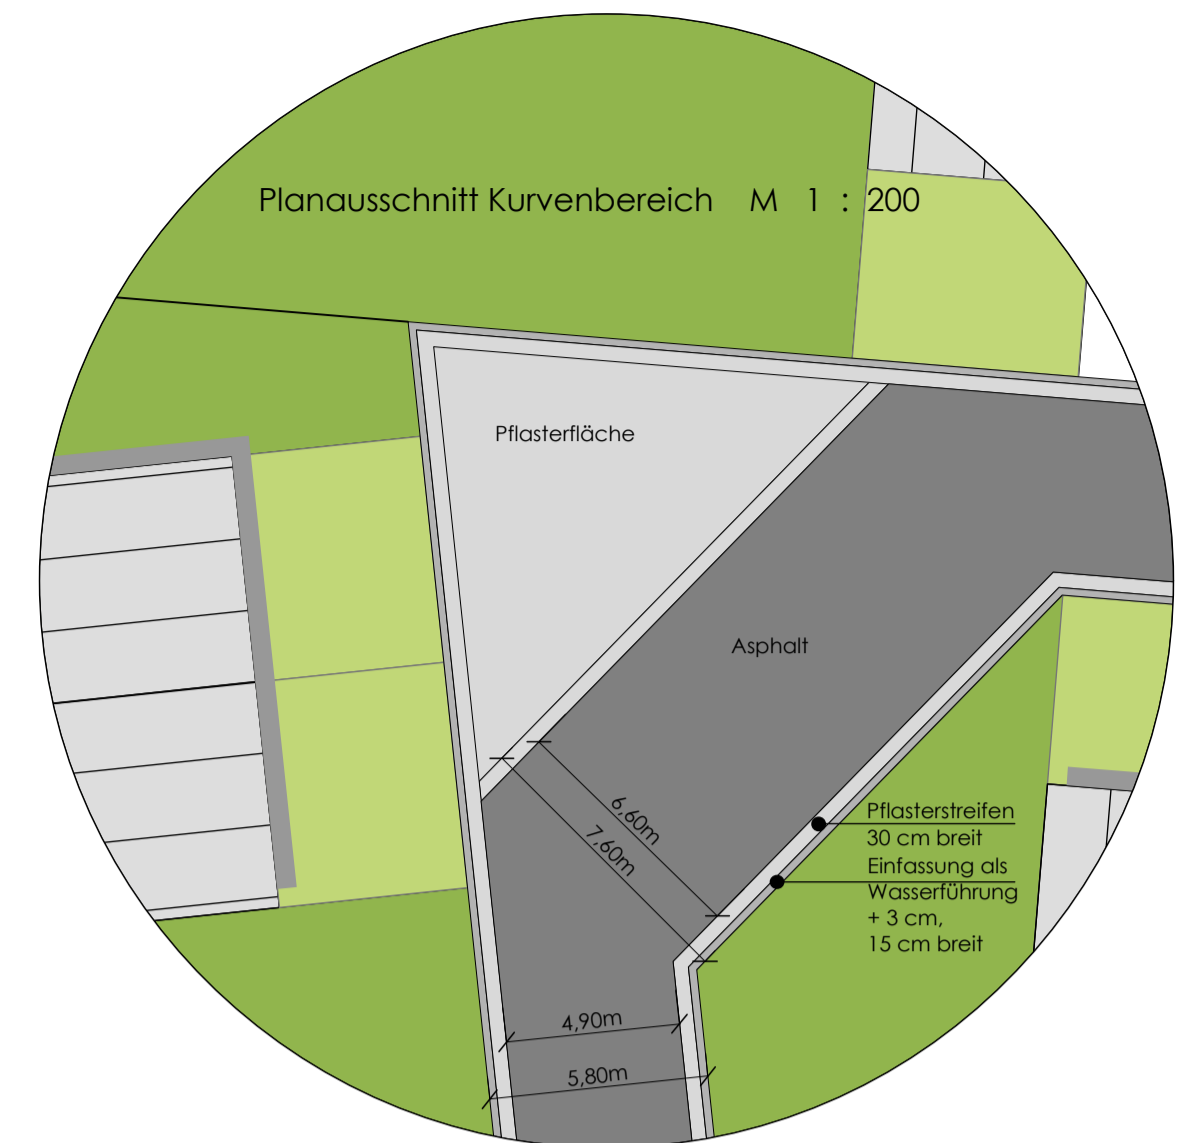 Planausschnitt Kurvenbereich M 1 : 200
Pflasterfläche
Asphalt
6,60m
7,60m
Pflasterstreifen
30 cm breit
Einfassung als
Wasserführung
+ 3 cm,
15 cm breit
4,90m
5,80m